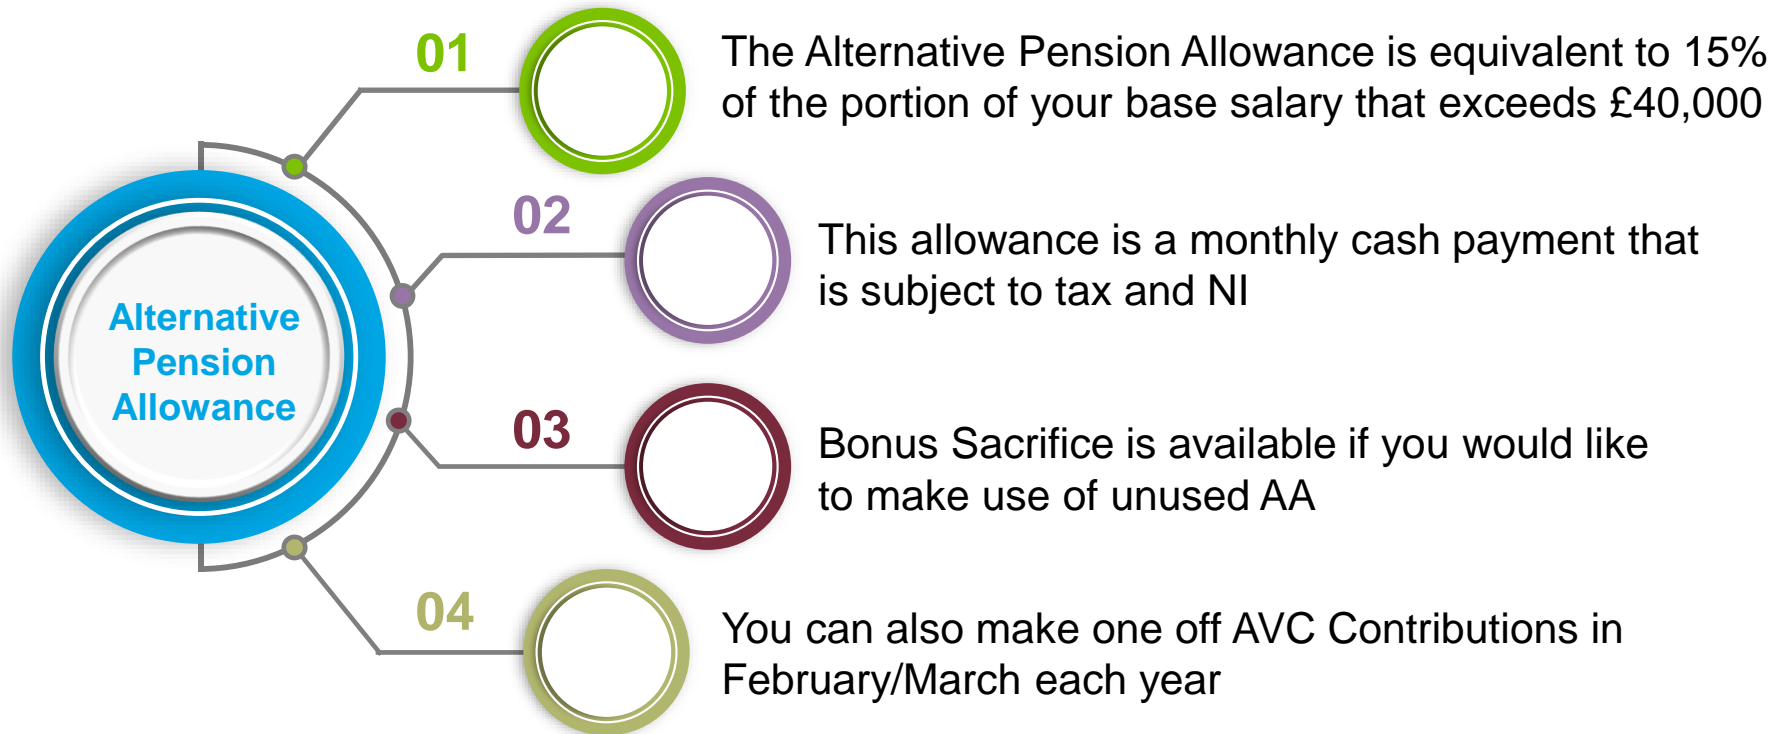 Alternative
Pension
Allowance
01
The Alternative Pension Allowance is equivalent to 15%
of the portion of your base salary that exceeds £40,000
02
This allowance is a monthly cash payment that
is subject to tax and NI
03
Bonus Sacrifice is available if you would like
to make use of unused AA
04
You can also make one off AVC Contributions in
February/March each year